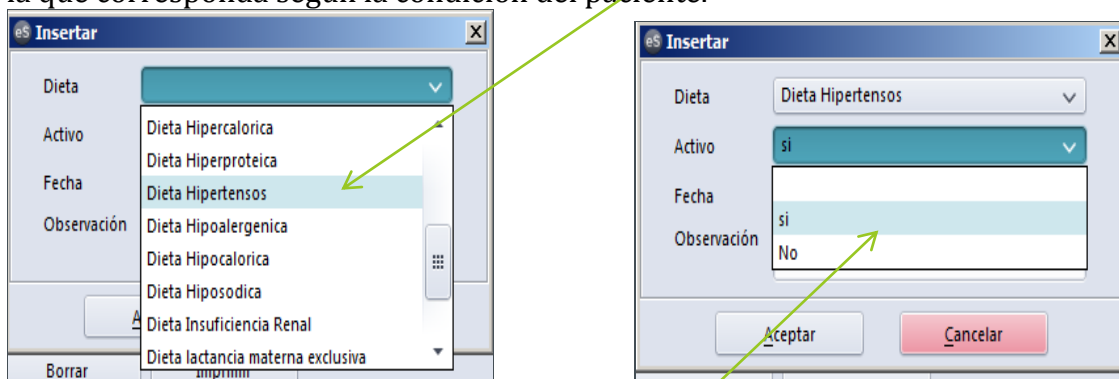 la que corresponda según la condición del paciente.
eS Insertar
X
Dieta
Activo
Dieta Hipercalorica
Dieta Hiperproteica
Fecha
Dieta Hipertensos
Observación
Dieta Hipoalergenica
Dieta Hipocalorica
Dieta Hiposodica
A
Dieta Insuficiencia Renal
Dieta lactancia materna exclusiva
Borrar
Imprimir
eS Insertar
X
Dieta
Dieta Hipertensos
Activo
si
Fecha
si
Observación
No
Aceptar
Cancelar